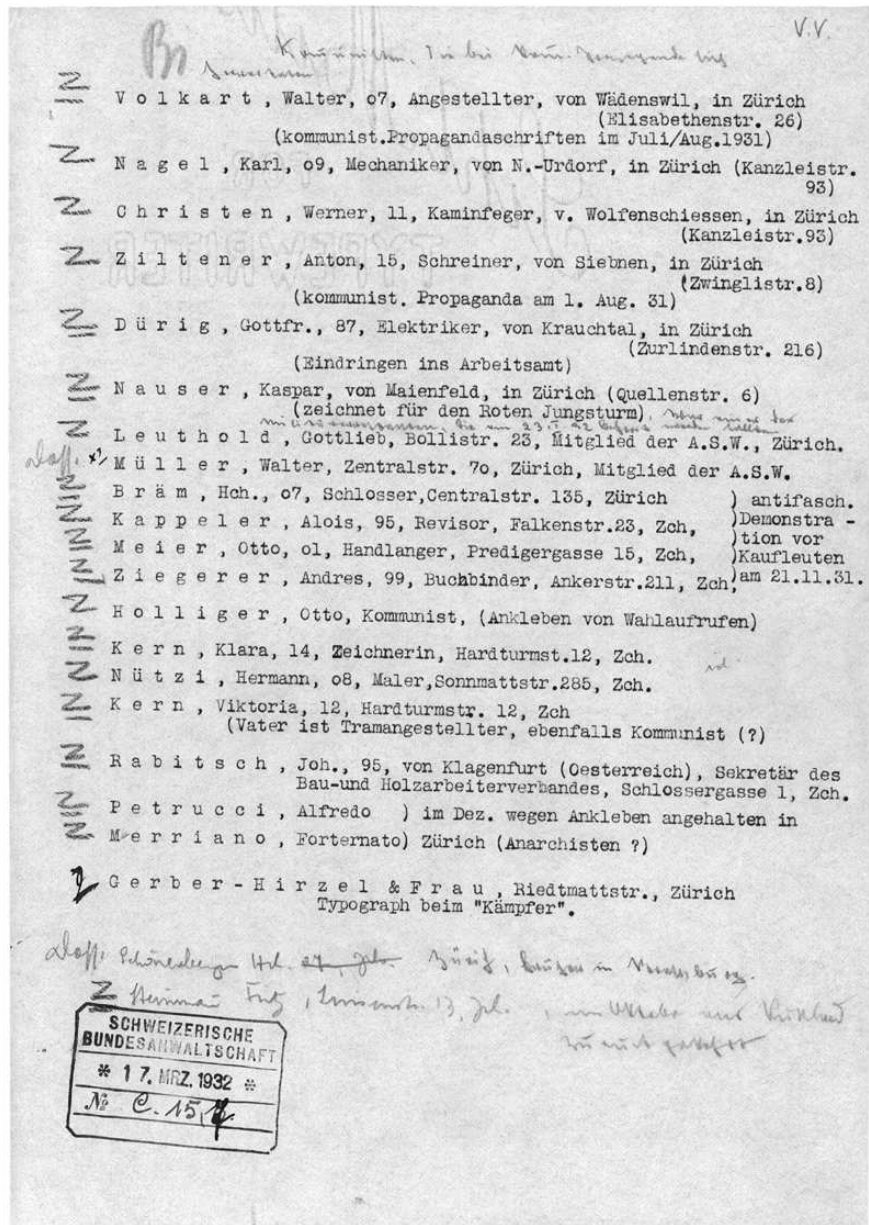 V.V.
Kommunisten, die bei Komm. Propaganda sich
V o l k a r t , Walter, o7, Angestellter, von Wädenswil, in Zürich
(Elisabethenstr. 26)
(kommunist.Propagandaschriften im Juli/Aug.1931)
N a g e l , Karl, o9, Mechaniker, von N.-Urdorf, in Zürich (Kanzleistr.
93)
C h r i s t e n , Werner, 11, Kaminfeger, v. Wolfenschiessen, in Zürich
(Kanzleistr.93)
Z i l t e n e r , Anton, 15, Schreiner, von Siebnen, in Zürich
(Zwinglistr.8)
(kommunist. Propaganda am 1. Aug. 31)
D ü r i g , Gottfr., 87, Elektriker, von Krauchtal, in Zürich
(Zurlindenstr. 216)
(Eindringen ins Arbeitsamt)
N a u s e r , Kaspar, von Maienfeld, in Zürich (Quellenstr. 6)
(zeichnet für den Roten Jungsturm)
L e u t h o l d , Gottlieb, Bollistr. 23, Mitglied der A.S.W., Zürich.
M ü l l e r , Walter, Zentralstr. 7o, Zürich, Mitglied der A.S.W.
B r ä m , Hch., o7, Schlosser,Centralstr. 135, Zürich ) antifasch.
K a p p e l e r , Alois, 95, Revisor, Falkenstr.23, Zch, )Demonstra -
)tion vor
M e i e r , Otto, o1, Handlanger, Predigergasse 15, Zch, )Kaufleuten
Z i e g e r e r , Andres, 99, Buchbinder, Ankerstr.211, Zch, )am 21.11.31.
H o l l i g e r , Otto, Kommunist, (Ankleben von Wahlaufrufen)
K e r n , Klara, 14, Zeichnerin, Hardturmst.12, Zch.
N ü t z i , Hermann, o8, Maler,Sonnmattstr.285, Zch.
K e r n , Viktoria, 12, Hardturmstr. 12, Zch
(Vater ist Tramangestellter, ebenfalls Kommunist (?)
R a b i t s c h , Joh., 95, von Klagenfurt (Oesterreich), Sekretär des
Bau-und Holzarbeiterverbandes, Schlossergasse 1, Zch.
P e t r u c c i , Alfredo ) im Dez. wegen Ankleben angehalten in
M e r r i a n o , Forternato) Zürich (Anarchisten ?)
G e r b e r - H i r z e l & F r a u , Riedtmattstr., Zürich
Typograph beim "Kämpfer".
Zürich
Fritz
SCHWEIZERISCHE
BUNDESANWALTSCHAFT
* 17. MRZ. 1932 *
№ C. 15.